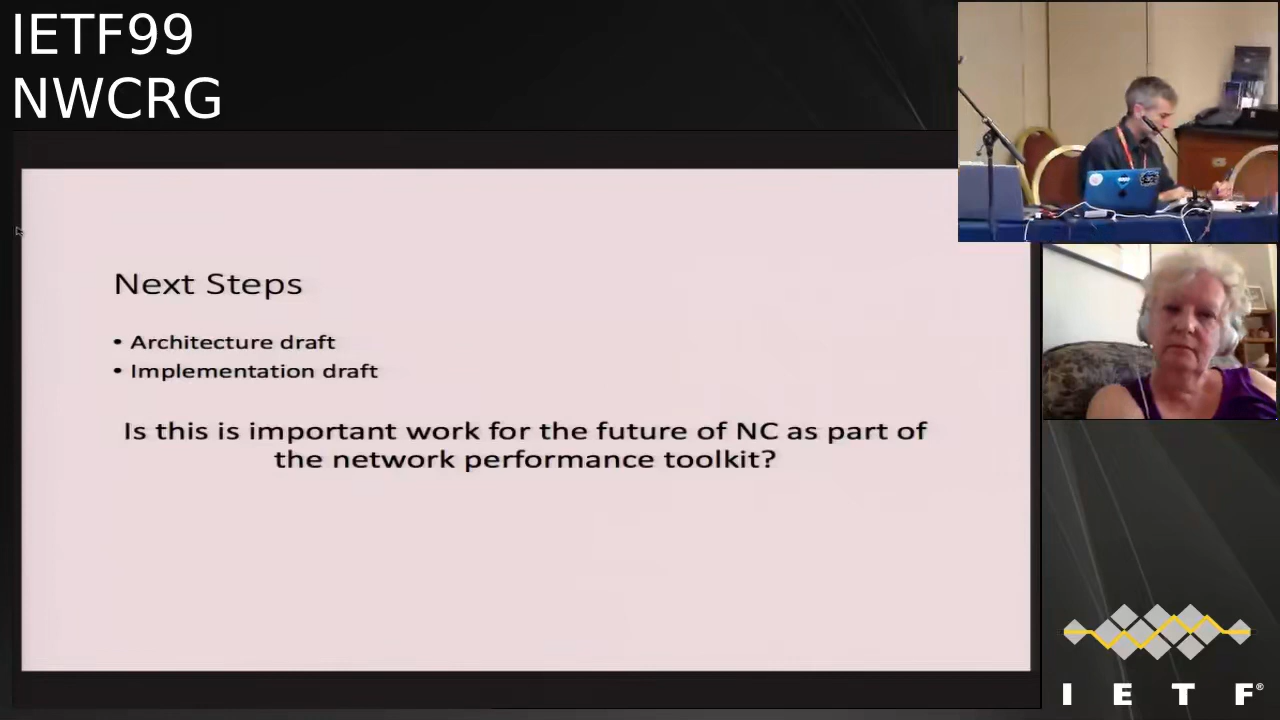 IETF99
NWCRG
Next Steps
• Architecture draft
• Implementation draft
Is this is important work for the future of NC as part of
the network performance toolkit?
I E T F®